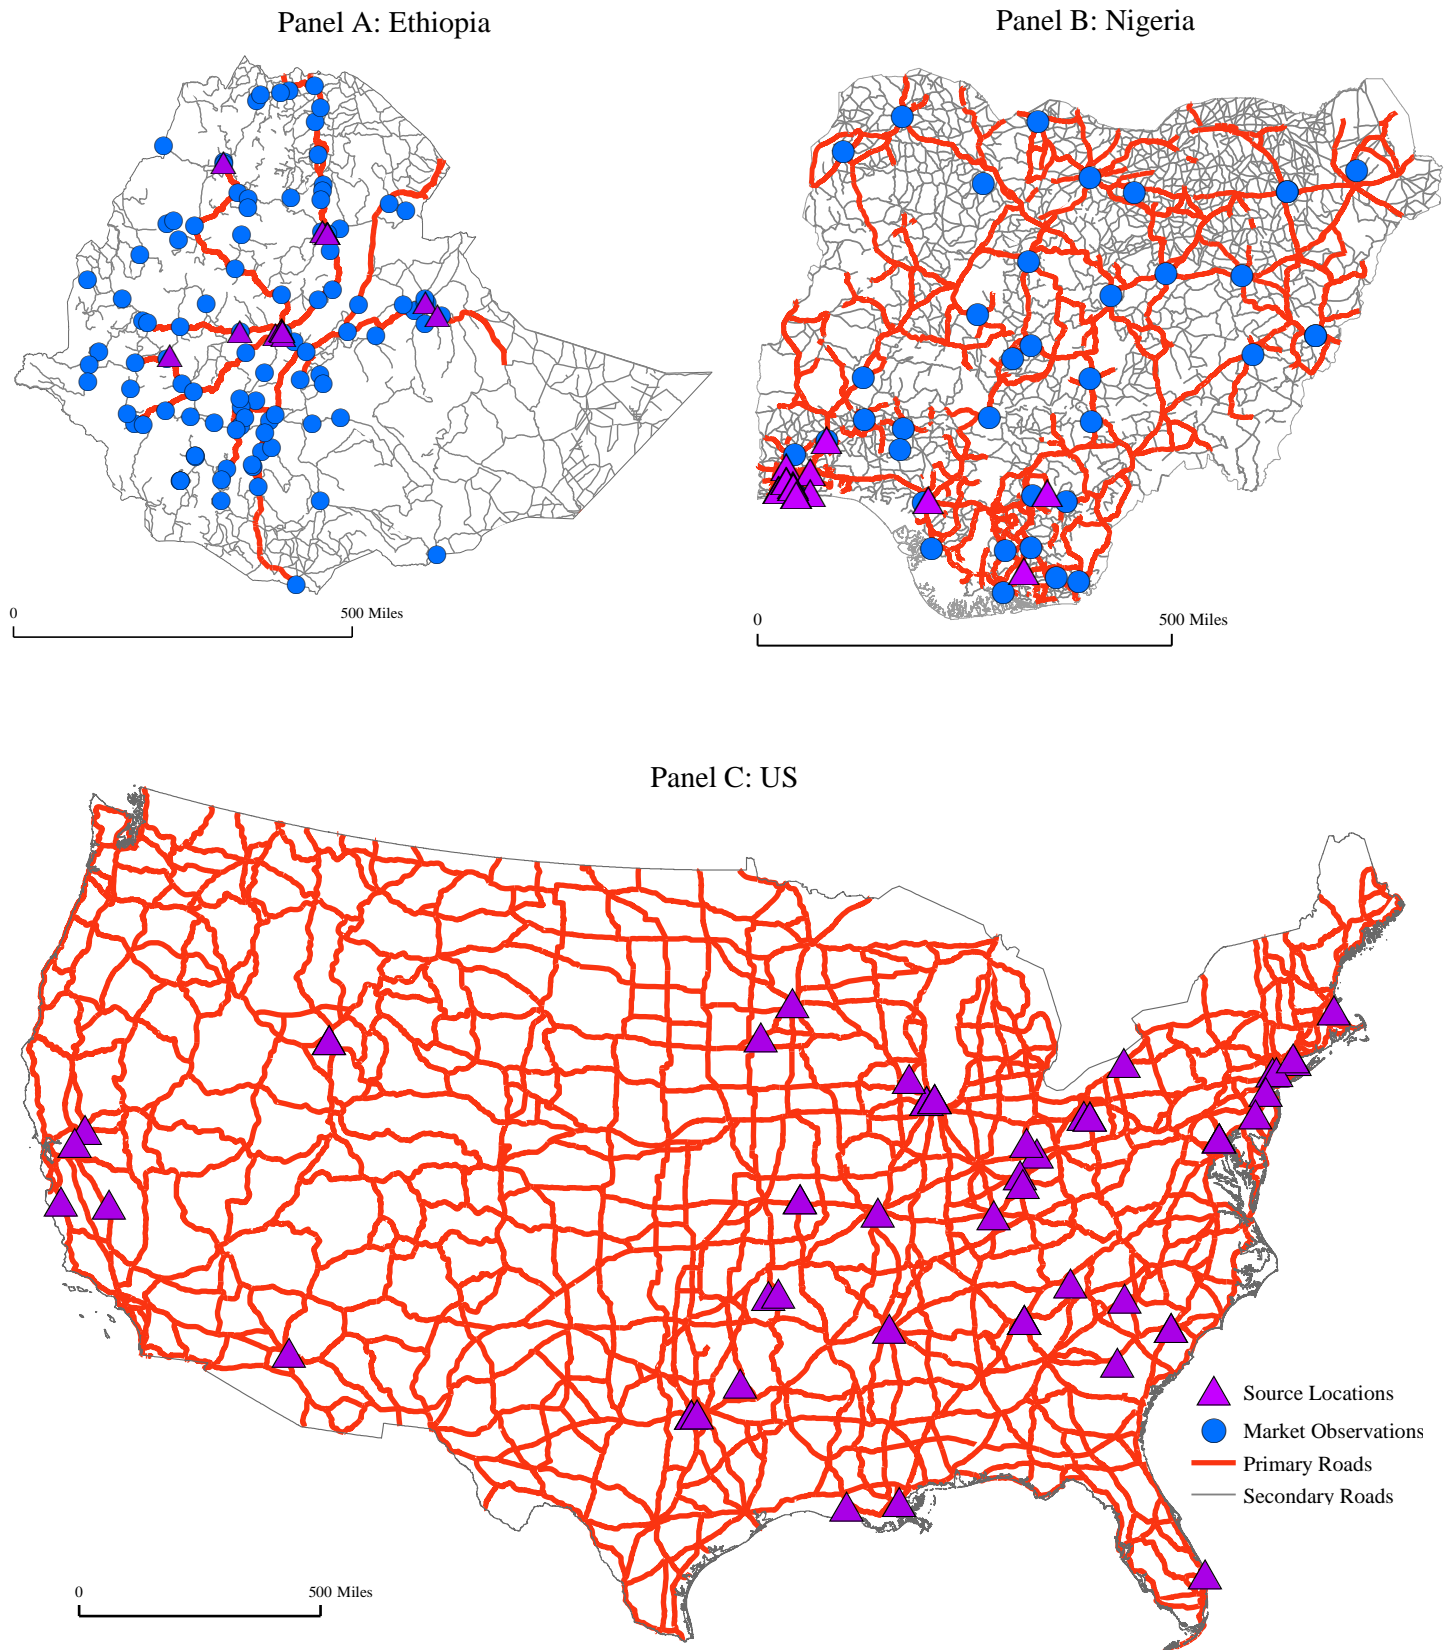 Panel A: Ethiopia
Panel B: Nigeria
0 500 Miles
0 500 Miles
Panel C: US
Source Locations
Market Observations
Primary Roads
Secondary Roads
0 500 Miles